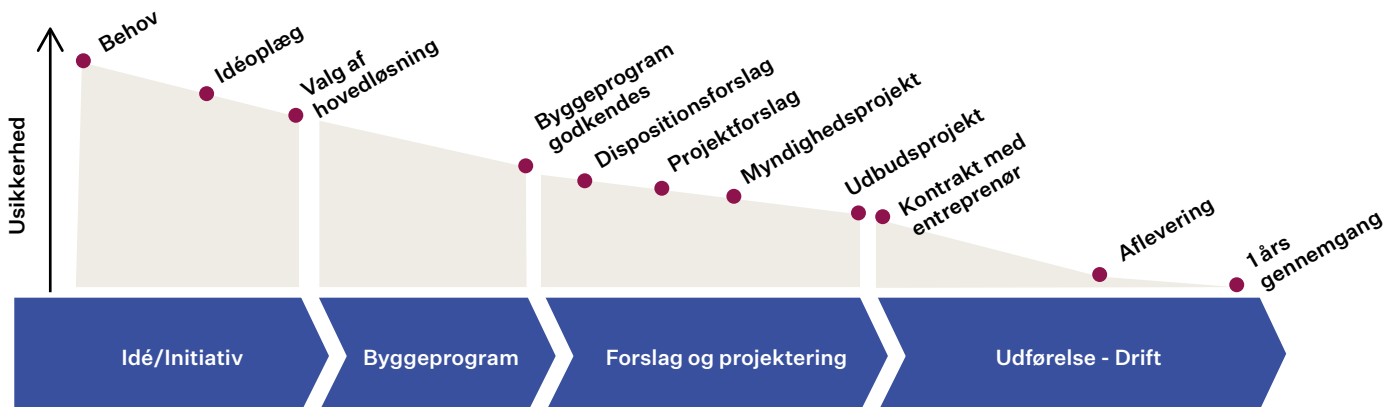 Usikkerhed
Behov
Idéoplæg
Valg af
hovedløsning
Byggeprogram
godkendes
Dispositionsforslag
Projektforslag
Myndighedsprojekt
Udbudsprojekt
Kontrakt med
entreprenør
Aflevering
1 års
gennemgang
Idé/Initiativ
Byggeprogram
Forslag og projektering
Udførelse - Drift